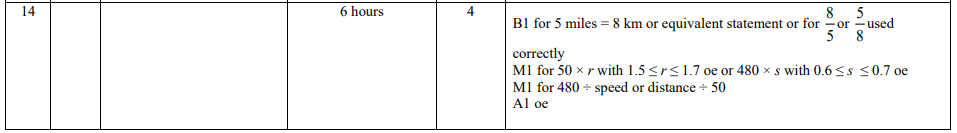 14 6 hours 4 B1 for 5 miles = 8 km or equivalent statement or for 8/5 or 5/8 used
correctly
M1 for 50 × r with 1.5 ≤ r ≤ 1.7 oe or 480 × s with 0.6 ≤ s ≤ 0.7 oe
M1 for 480 ÷ speed or distance ÷ 50
A1 oe